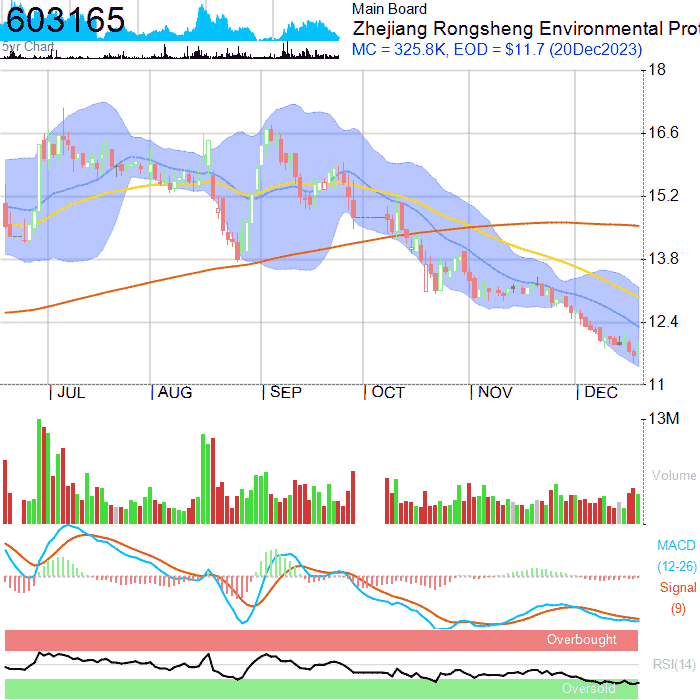 603165
5yr Chart
Main Board
Zhejiang Rongsheng Environmental Prot
MC = 325.8K, EOD = $11.7 (20Dec2023)
18
16.6
15.2
13.8
12.4
11
JUL AUG SEP OCT NOV DEC
13M
Volume
MACD
(12-26)
Signal
(9)
Overbought
RSI(14)
Oversold